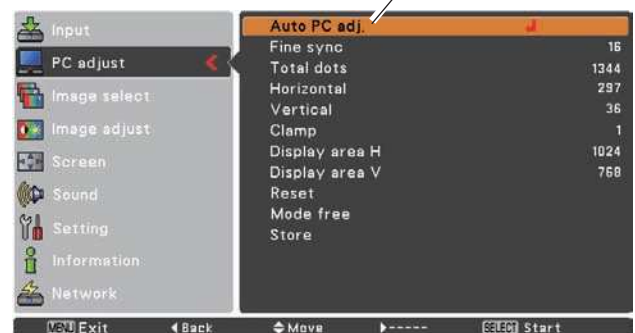 Input
PC adjust
Image select
Image adjust
Screen
Sound
Setting
Information
Network
Auto PC adj.
Fine sync 16
Total dots 1344
Horizontal 297
Vertical 36
Clamp 1
Display area H 1024
Display area V 768
Reset
Mode free
Store
MENU Exit ◀Back ◆Move ▶----- SELECT Start